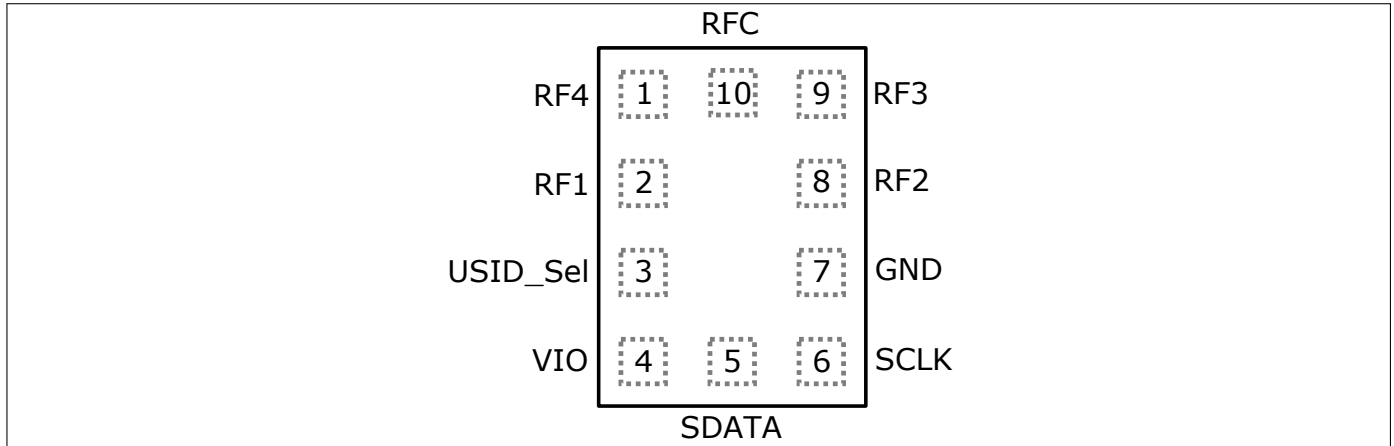 RFC
RF4 1 10 9 RF3
RF1 2 8 RF2
USID_Sel 3 7 GND
VIO 4 5 6 SCLK
SDATA